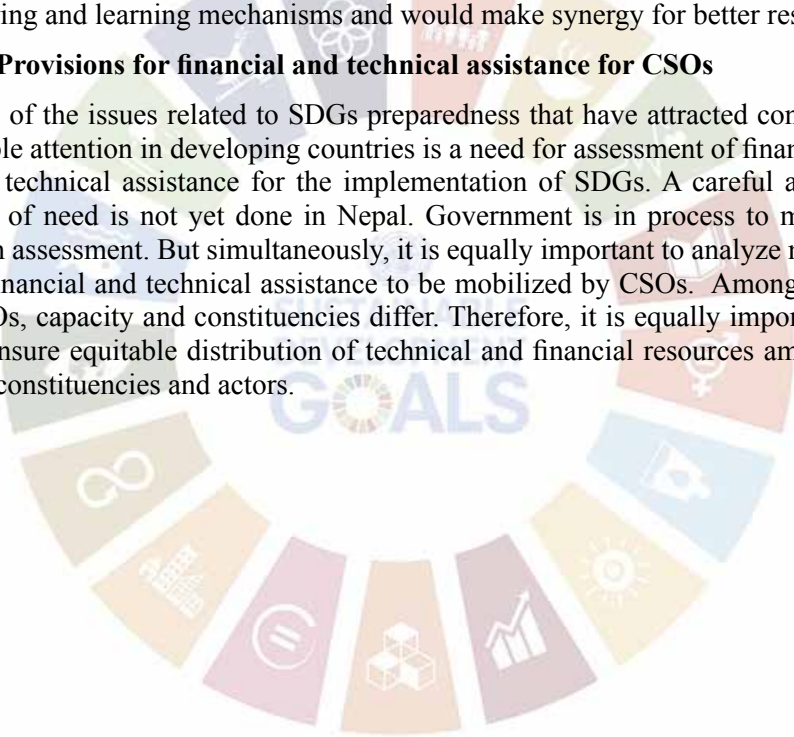 ing and learning mechanisms and would make synergy for better res
Provisions for financial and technical assistance for CSOs
of the issues related to SDGs preparedness that have attracted con
ble attention in developing countries is a need for assessment of finan
technical assistance for the implementation of SDGs. A careful a
of need is not yet done in Nepal. Government is in process to m
h assessment. But simultaneously, it is equally important to analyze n
inancial and technical assistance to be mobilized by CSOs. Among
Os, capacity and constituencies differ. Therefore, it is equally impor
nsure equitable distribution of technical and financial resources am
constituencies and actors.
SUSTAINABLE
DEVELOPMENT
GOALS